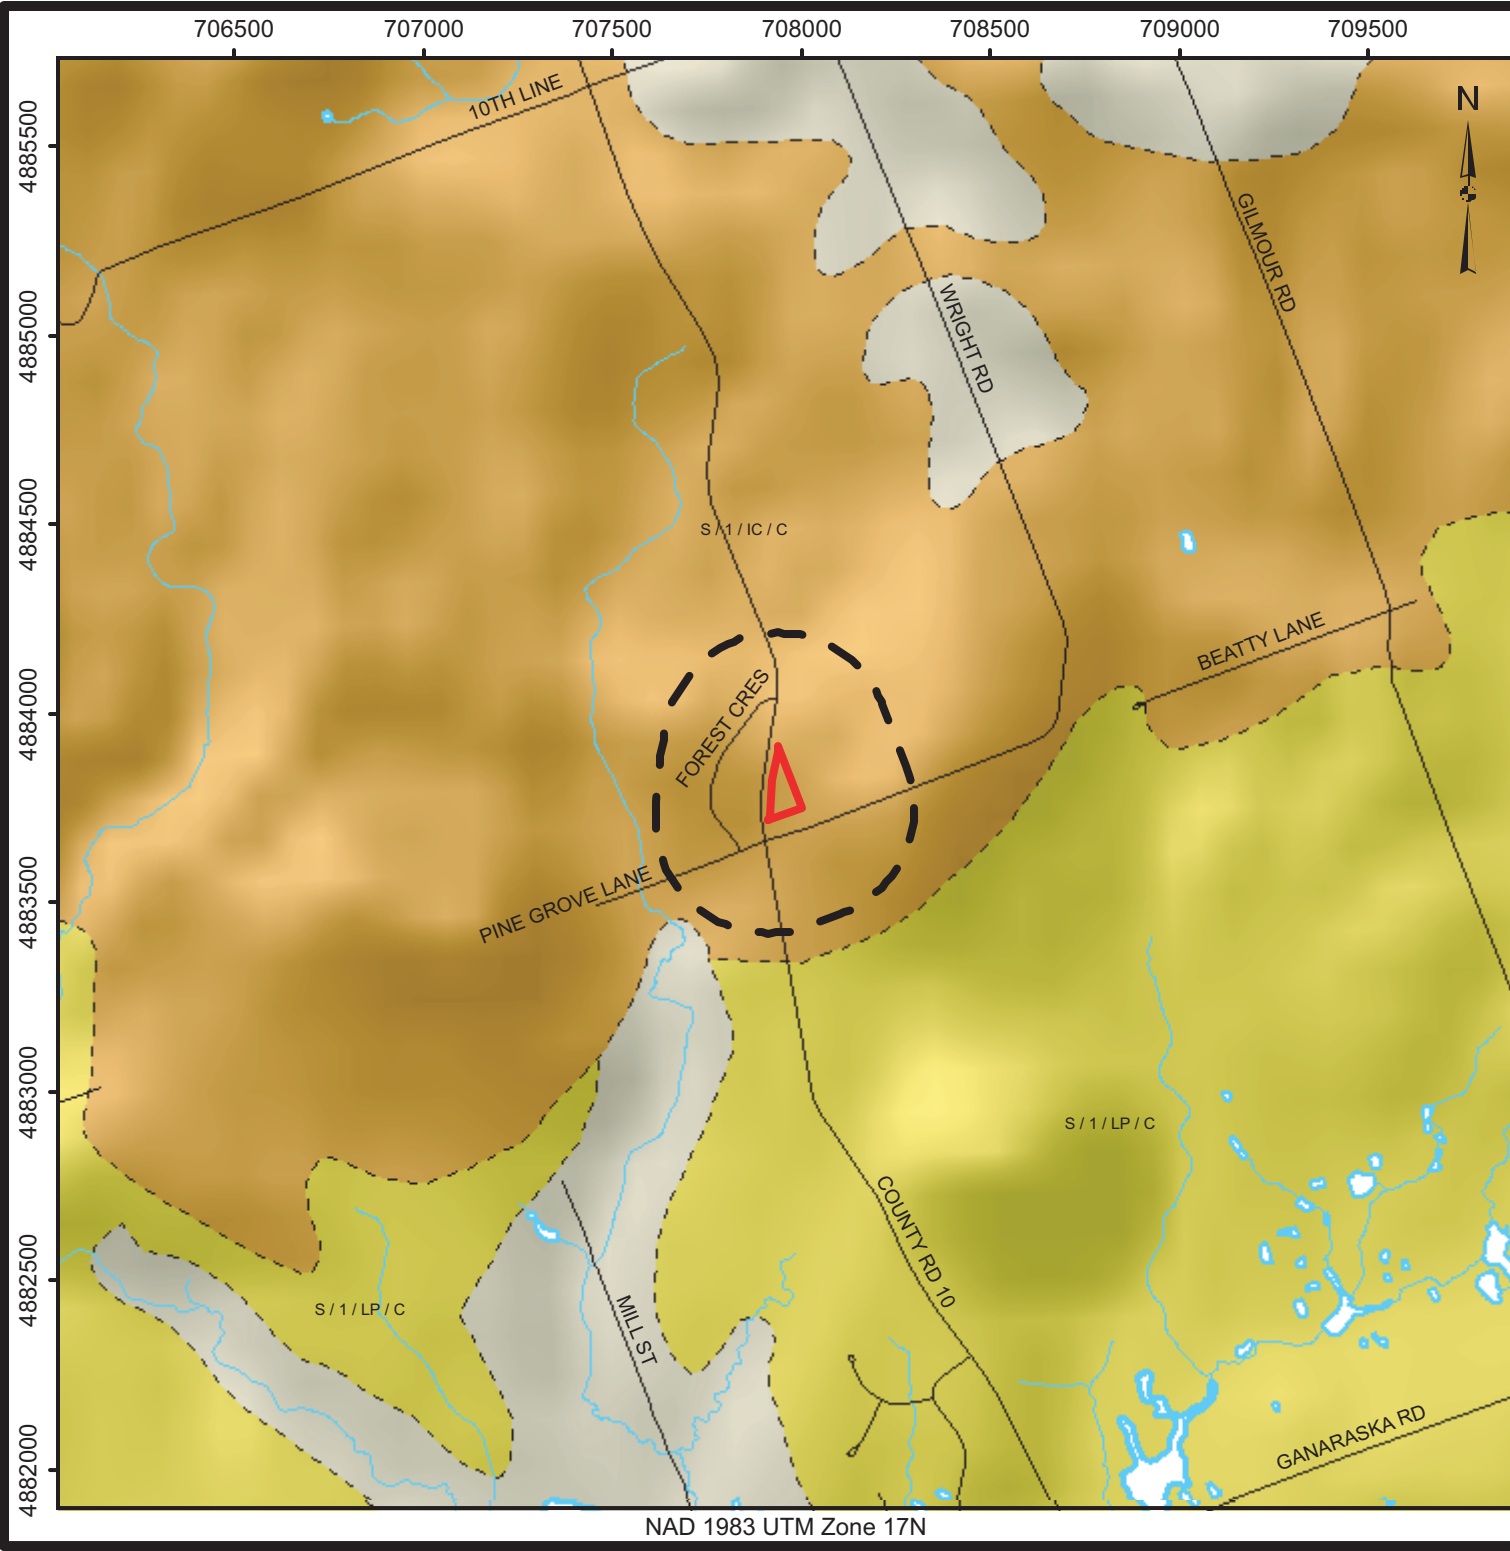 706500 707000 707500 708000 708500 709000 709500
4885500
4885000
4884500
4884000
4883500
4883000
4882500
4882000
N
10TH LINE
GILMOUR RD
WRIGHT RD
S / 1 / IC / C
BEATTY LANE
FOREST CRES
PINE GROVE LANE
S / 1 / LP / C
COUNTY RD 10
S / 1 / LP / C
MILL ST
GANARASKA RD
NAD 1983 UTM Zone 17N